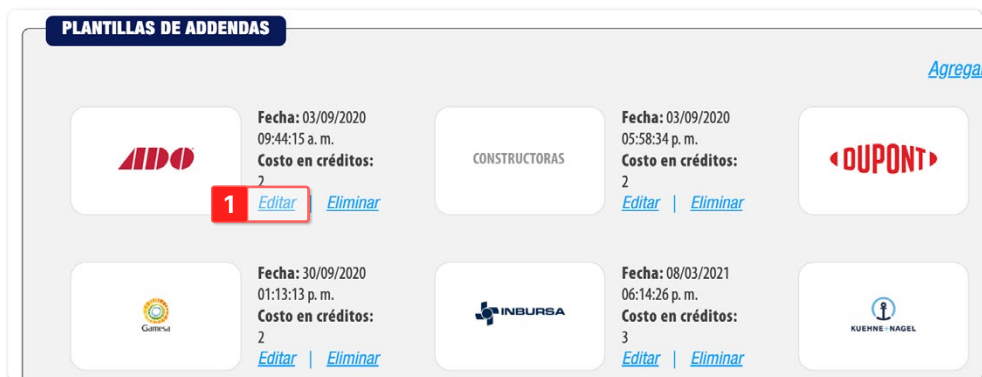 PLANTILLAS DE ADDENDAS
Agregar
ADO
Fecha: 03/09/2020
09:44:15 a. m.
Costo en créditos:
2
1 Editar | Eliminar
CONSTRUCTORAS
Fecha: 03/09/2020
05:58:34 p. m.
Costo en créditos:
2
Editar | Eliminar
DUPONT
Gamesa
Fecha: 30/09/2020
01:13:13 p. m.
Costo en créditos:
2
Editar | Eliminar
INBURSA
Fecha: 08/03/2021
06:14:26 p. m.
Costo en créditos:
3
Editar | Eliminar
KUEHNE+NAGEL